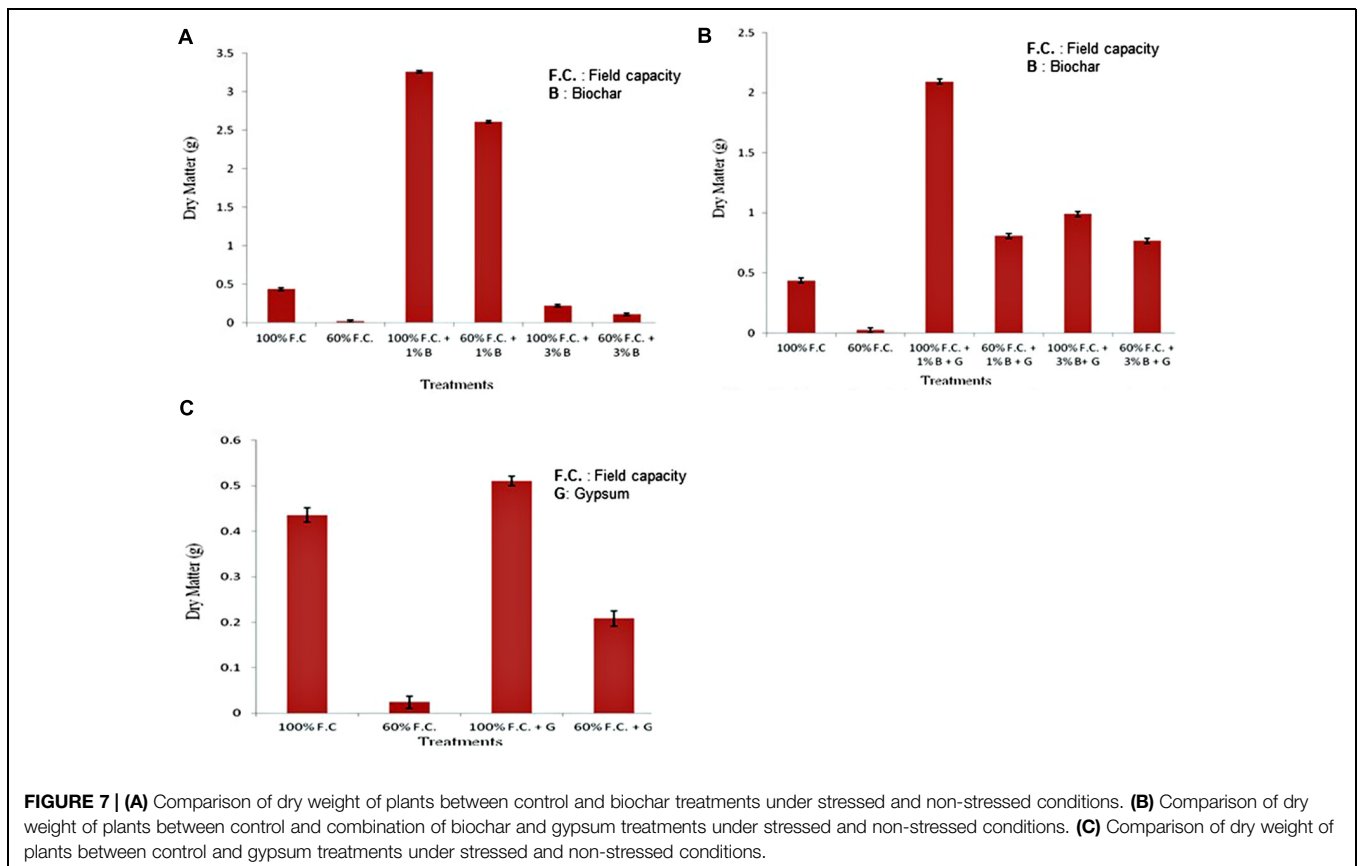 A
3.5
3
2.5
2
1.5
1
0.5
0
Dry Matter (g)
F.C. : Field capacity
B : Biochar
100% F.C 60% F.C. 100% F.C. + 60% F.C. + 100% F.C. + 60% F.C. +
1% B 1% B 3% B 3% B
Treatments
B
2.5
2
1.5
1
0.5
0
Dry Matter (g)
F.C. : Field capacity
B : Biochar
100% F.C 60% F.C. 100% F.C. + 60% F.C. + 100% F.C. + 60% F.C. +
1% B + G 1% B + G 3% B+ G 3% B + G
Treatments
C
0.6
0.5
0.4
0.3
0.2
0.1
0
Dry Matter (g)
F.C. : Field capacity
G: Gypsum
100% F.C 60% F.C. 100% F.C. + G 60% F.C. + G
Treatments
FIGURE 7 | (A) Comparison of dry weight of plants between control and biochar treatments under stressed and non-stressed conditions. (B) Comparison of dry
weight of plants between control and combination of biochar and gypsum treatments under stressed and non-stressed conditions. (C) Comparison of dry weight of
plants between control and gypsum treatments under stressed and non-stressed conditions.